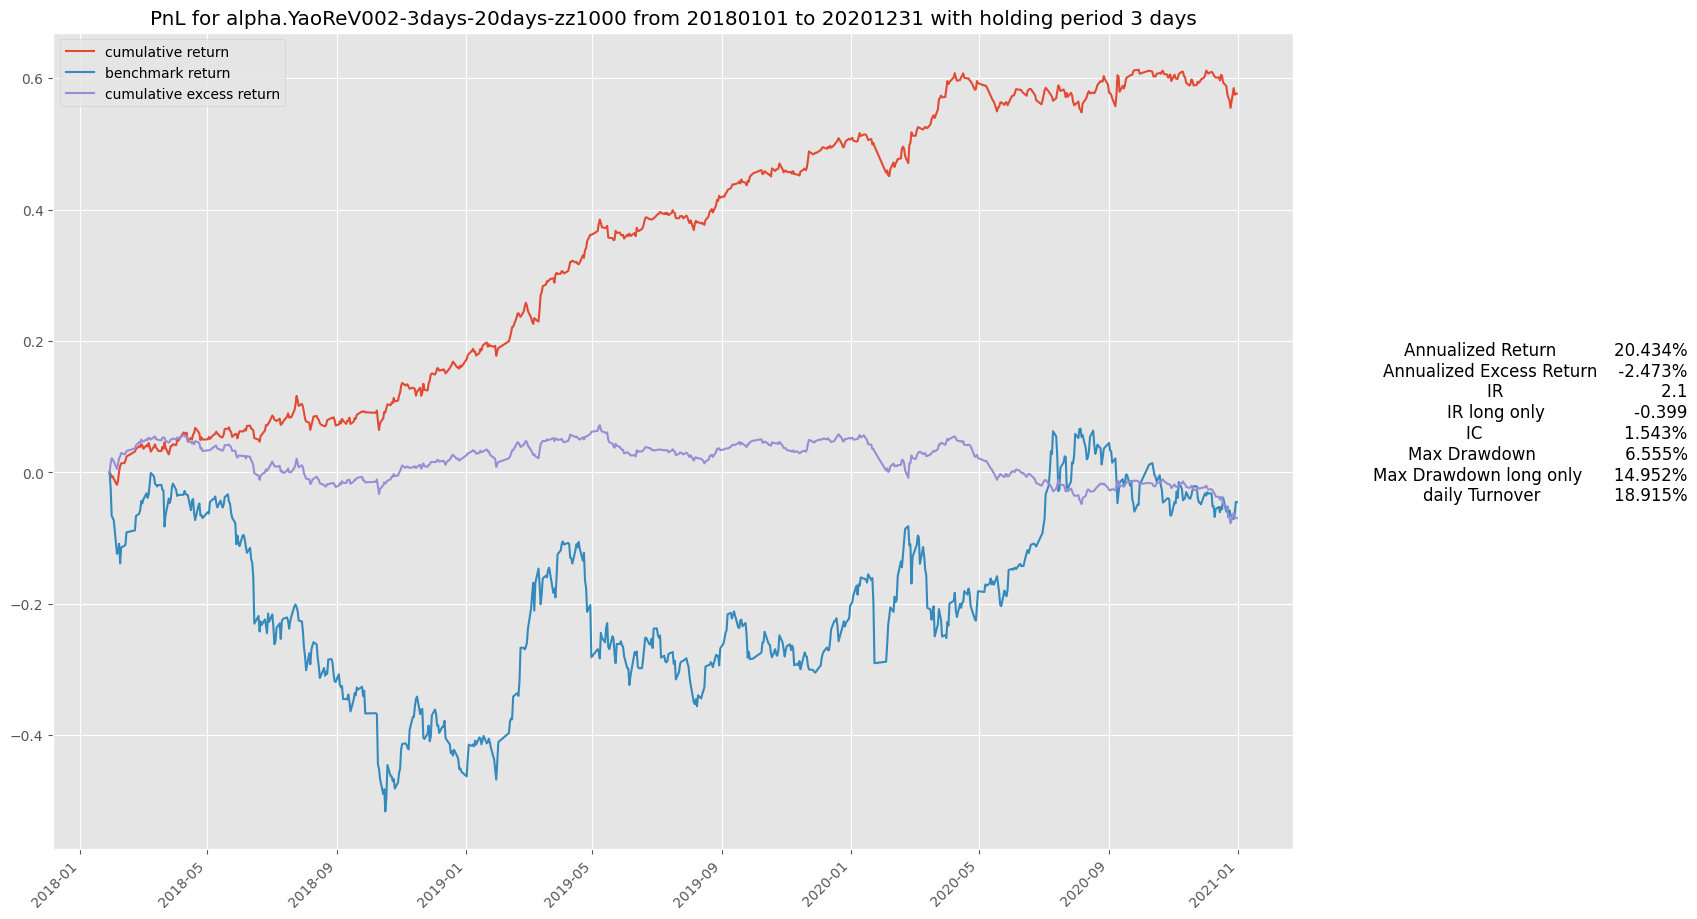 PnL for alpha.YaoReV002-3days-20days-zz1000 from 20180101 to 20201231 with holding period 3 days
cumulative return
benchmark return
cumulative excess return
0.6
0.4
0.2
0.0
−0.2
−0.4
2018-01
2018-05
2018-09
2019-01
2019-05
2019-09
2020-01
2020-05
2020-09
2021-01
Annualized Return 20.434%
Annualized Excess Return -2.473%
IR 2.1
IR long only -0.399
IC 1.543%
Max Drawdown 6.555%
Max Drawdown long only 14.952%
daily Turnover 18.915%